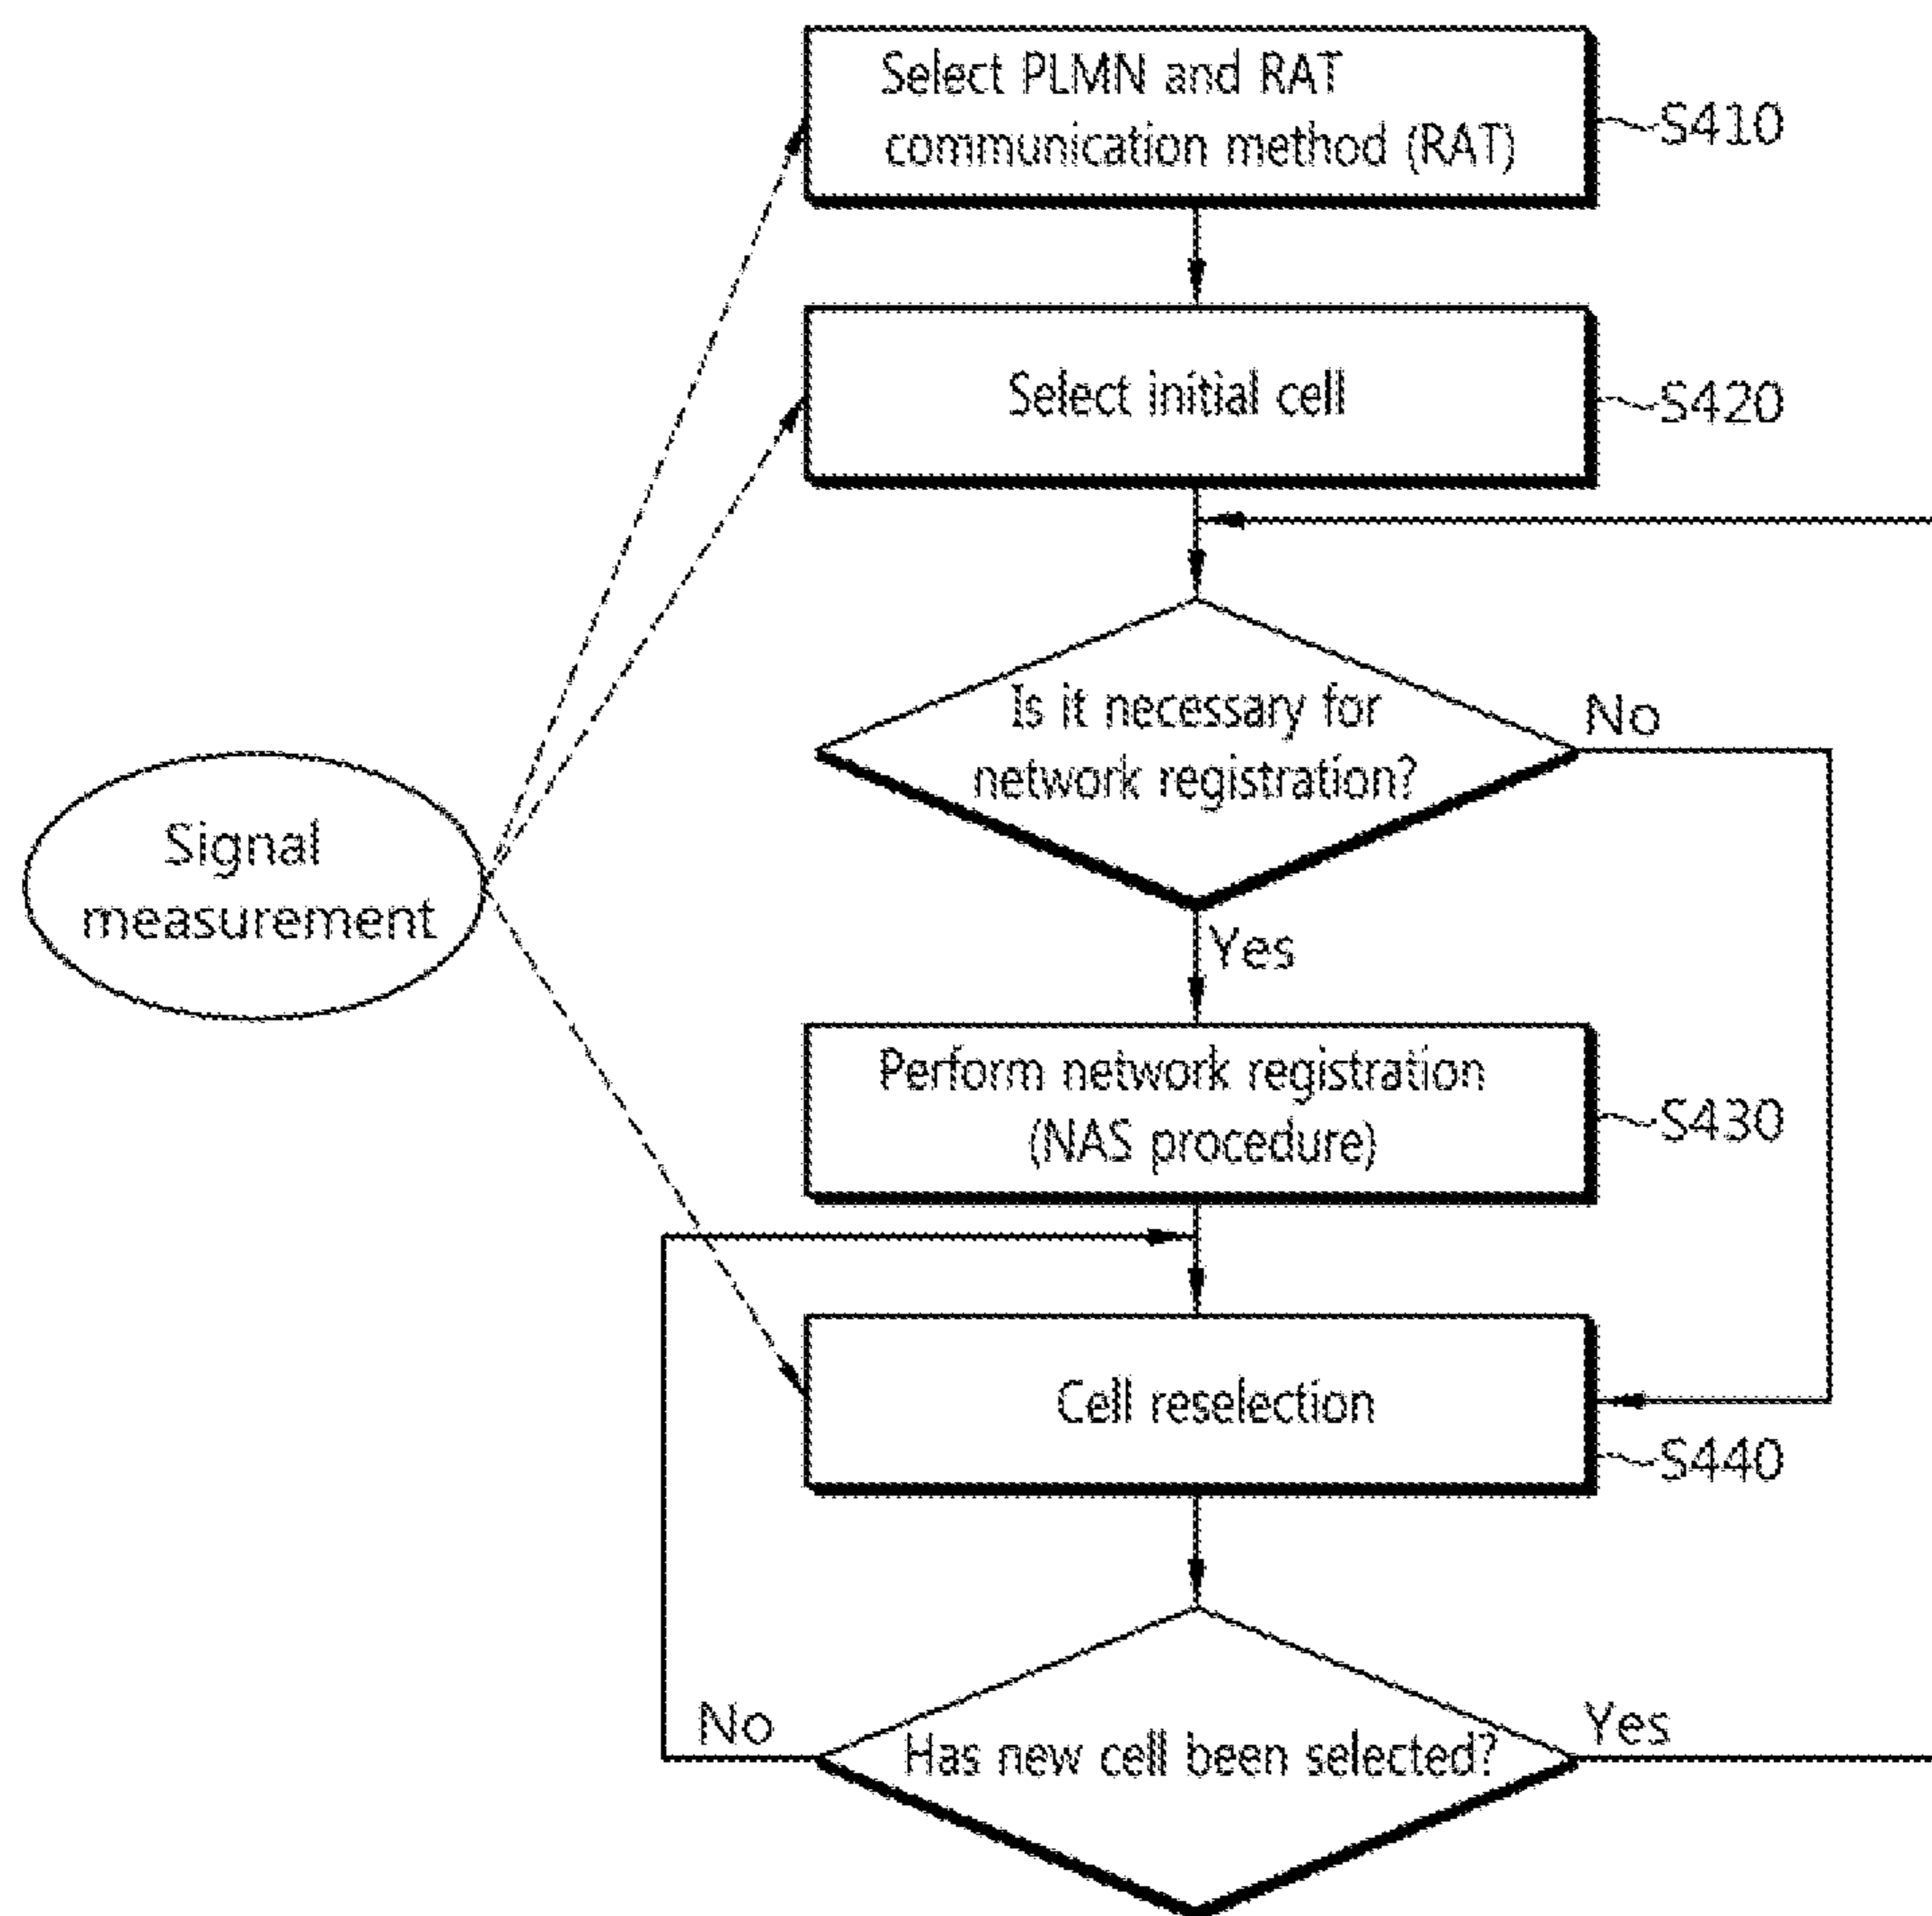 Select PLMN and RAT
communication method (RAT)
S410
Select initial cell
S420
Is it necessary for
network registration?
No
Signal
measurement
Yes
Perform network registration
(NAS procedure)
S430
Cell reselection
S440
No
Has new cell been selected?
Yes